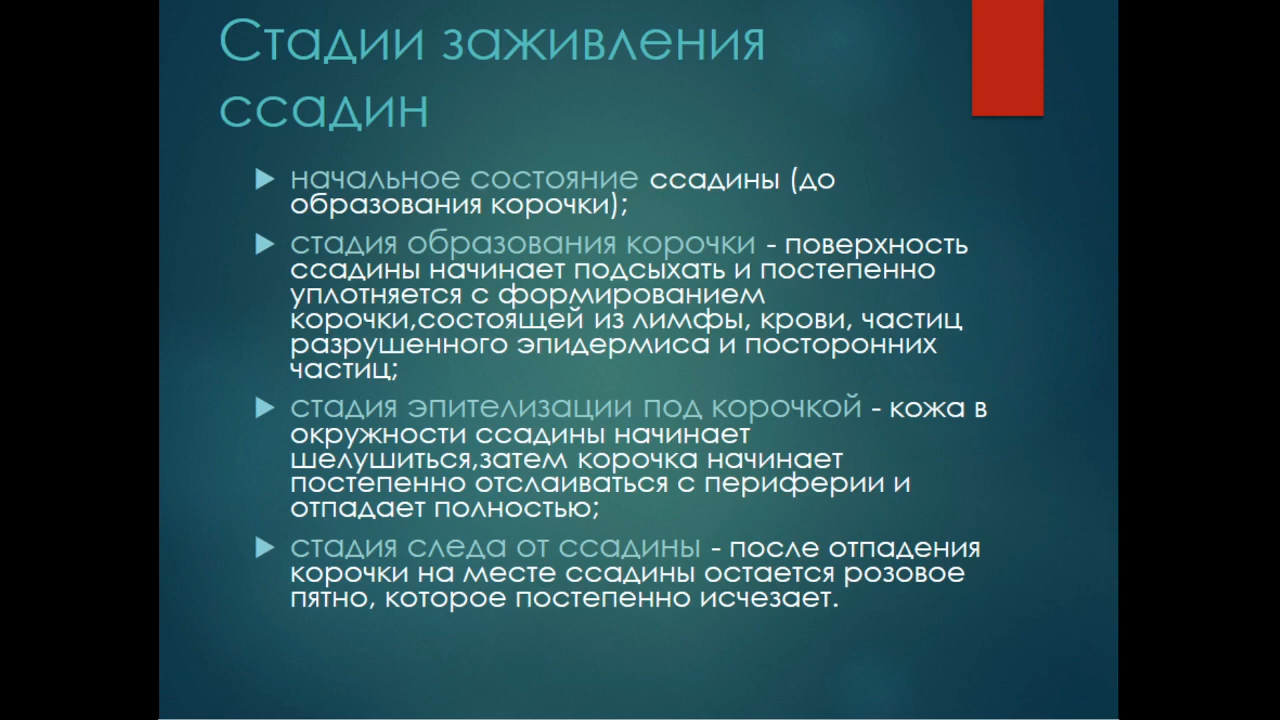 Стадии заживления
ссадин
начальное состояние ссадины (до
образования корочки);
стадия образования корочки - поверхность
ссадины начинает подсыхать и постепенно
уплотняется с формированием
корочки,состоящей из лимфы, крови, частиц
разрушенного эпидермиса и посторонних
частиц;
стадия эпителизации под корочкой - кожа в
окружности ссадины начинает
шелушиться,затем корочка начинает
постепенно отслаиваться с периферии и
отпадает полностью;
стадия следа от ссадины - после отпадения
корочки на месте ссадины остается розовое
пятно, которое постепенно исчезает.